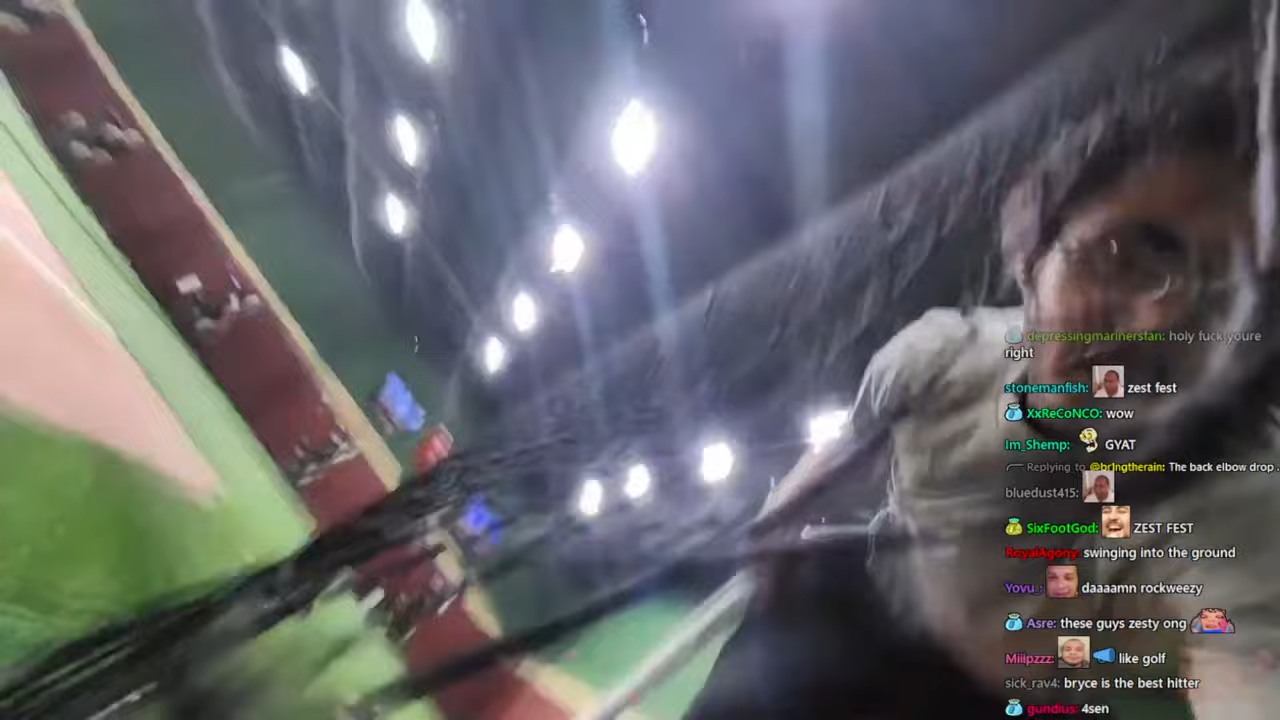 depressingmarinersfan: holy fuck youre
right
stonemanfish: zest fest
XxReCoNCO: wow
Im_Shemp: GYAT
Replying to @br1ngtherain: The back elbow drop
bluedust415:
SixFootGod: ZEST FEST
RoyalAgony: swinging into the ground
Yovu_: daaaamn rockweezy
Asre: these guys zesty ong
Miiipzzz: like golf
sick_rav4: bryce is the best hitter
gundius: 4sen